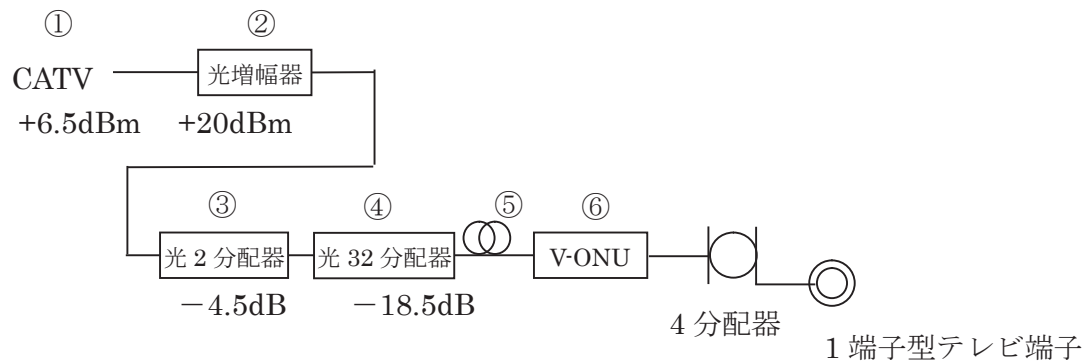 ① ②
CATV 光増幅器
+6.5dBm +20dBm
③ ④ ⑤ ⑥
光 2 分配器 光 32 分配器 V-ONU
－4.5dB －18.5dB
4 分配器
1 端子型テレビ端子